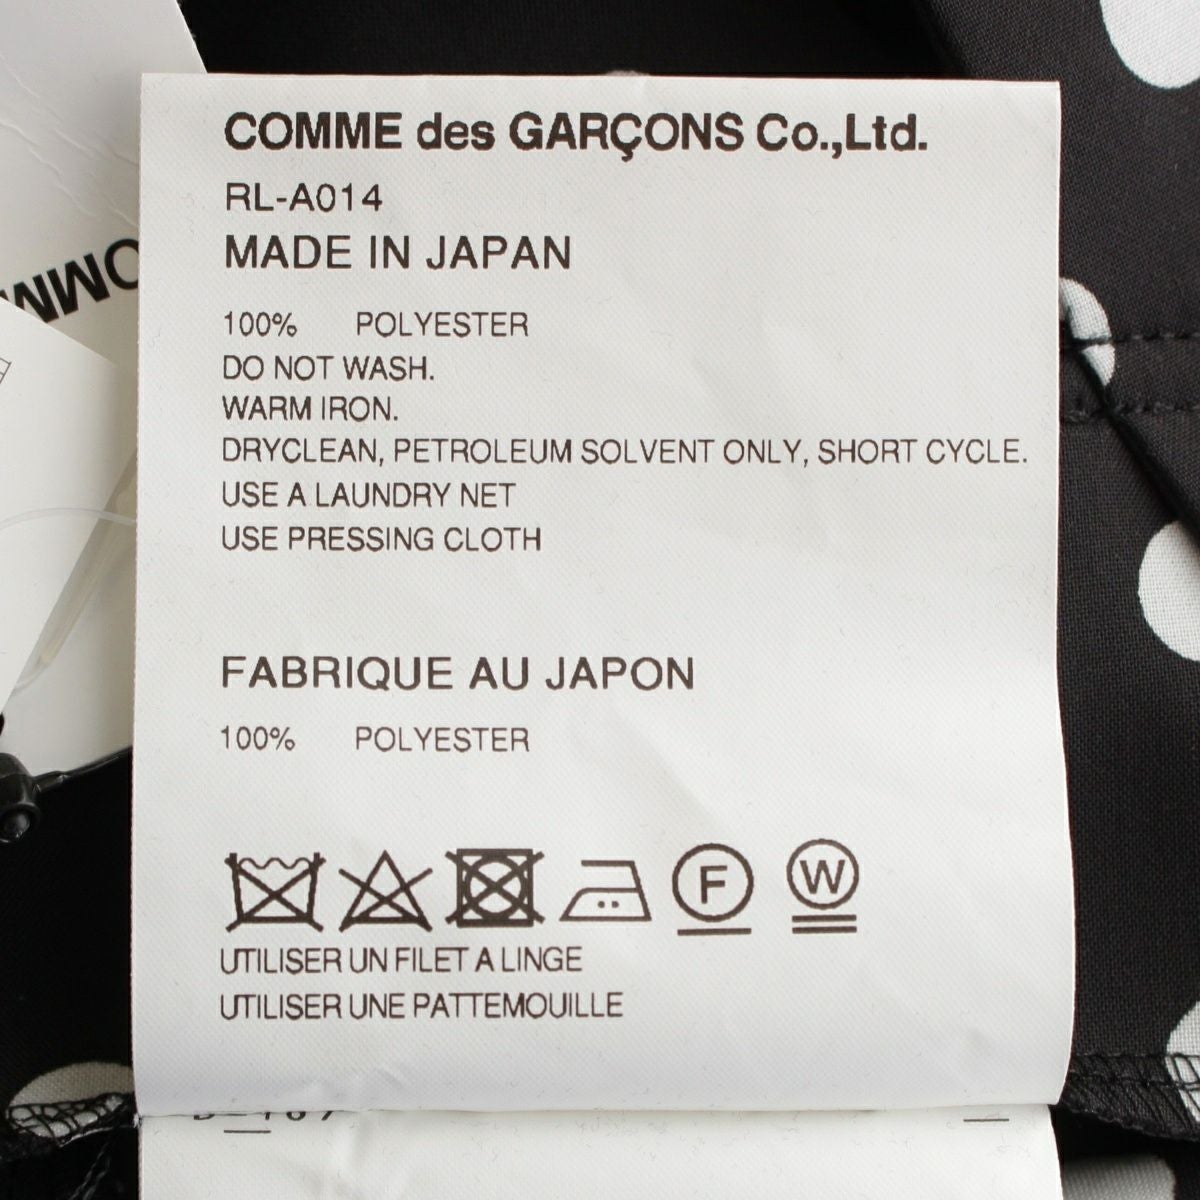 COMME des GARÇONS Co.,Ltd.
RL-A014
MADE IN JAPAN
100% POLYESTER
DO NOT WASH.
WARM IRON.
DRYCLEAN, PETROLEUM SOLVENT ONLY, SHORT CYCLE.
USE A LAUNDRY NET
USE PRESSING CLOTH
FABRIQUE AU JAPON
100% POLYESTER
F W
UTILISER UN FILET A LINGE
UTILISER UNE PATTEMOUILLE